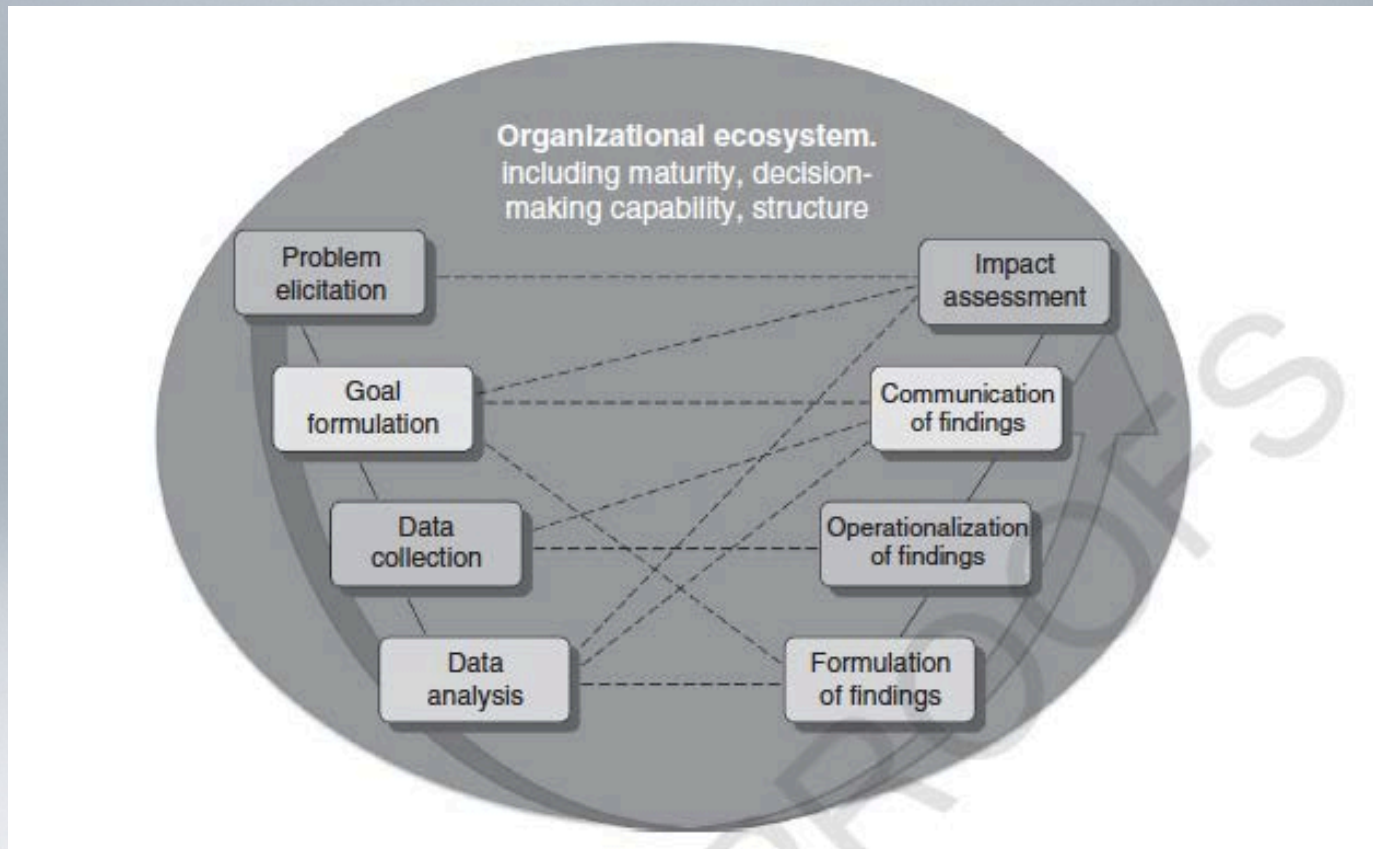 Organizational ecosystem.
including maturity, decision-
making capability, structure
Problem
elicitation
Impact
assessment
Goal
formulation
Communication
of findings
Data
collection
Operationalization
of findings
Data
analysis
Formulation
of findings
PROOFS